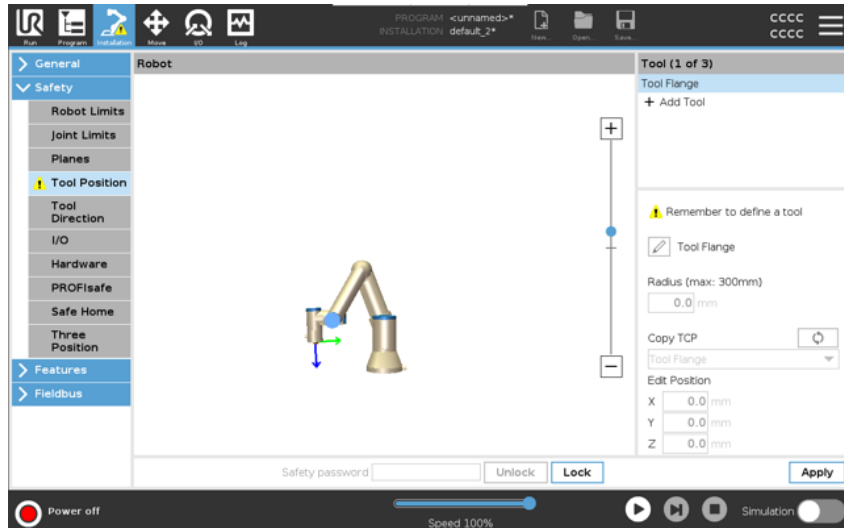 UR
Run
Program
Installation
Move
I/O
Log
PROGRAM <unnamed>*
INSTALLATION default_2*
New...
Open...
Save...
CCCC
CCCC
General
Safety
Robot Limits
Joint Limits
Planes
Tool Position
Tool
Direction
I/O
Hardware
PROFIsafe
Safe Home
Three
Position
Features
Fieldbus
Robot
+
−
Tool (1 of 3)
Tool Flange
+ Add Tool
Remember to define a tool
Tool Flange
Radius (max: 300mm)
0.0 mm
Copy TCP
Tool Flange
Edit Position
X 0.0 mm
Y 0.0 mm
Z 0.0 mm
Safety password Unlock Lock
Apply
Power off
Speed 100%
Simulation